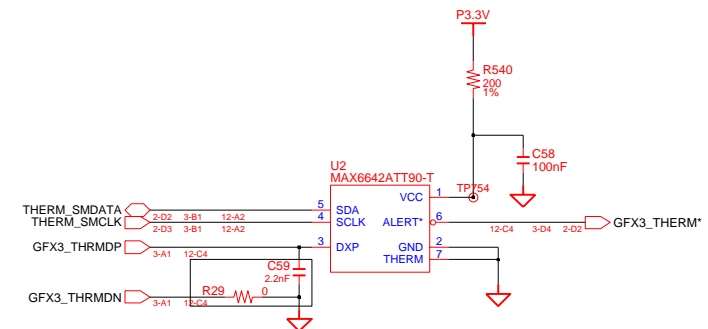 P3.3V
R540
200
1%
C58
100nF
U2
MAX6642ATT90-T
VCC 1 TP754
THERM_SMDATA 2-D2 3-B1 12-A2 5 SDA
THERM_SMCLK 2-D3 3-B1 12-A2 4 SCLK
ALERT* 6 12-C4 3-D4 2-D2 GFX3_THERM*
GFX3_THRMDP 3-A1 12-C4 3 DXP
GND 2
THERM 7
C59
2.2nF
GFX3_THRMDN 3-A1 12-C4 R29 0